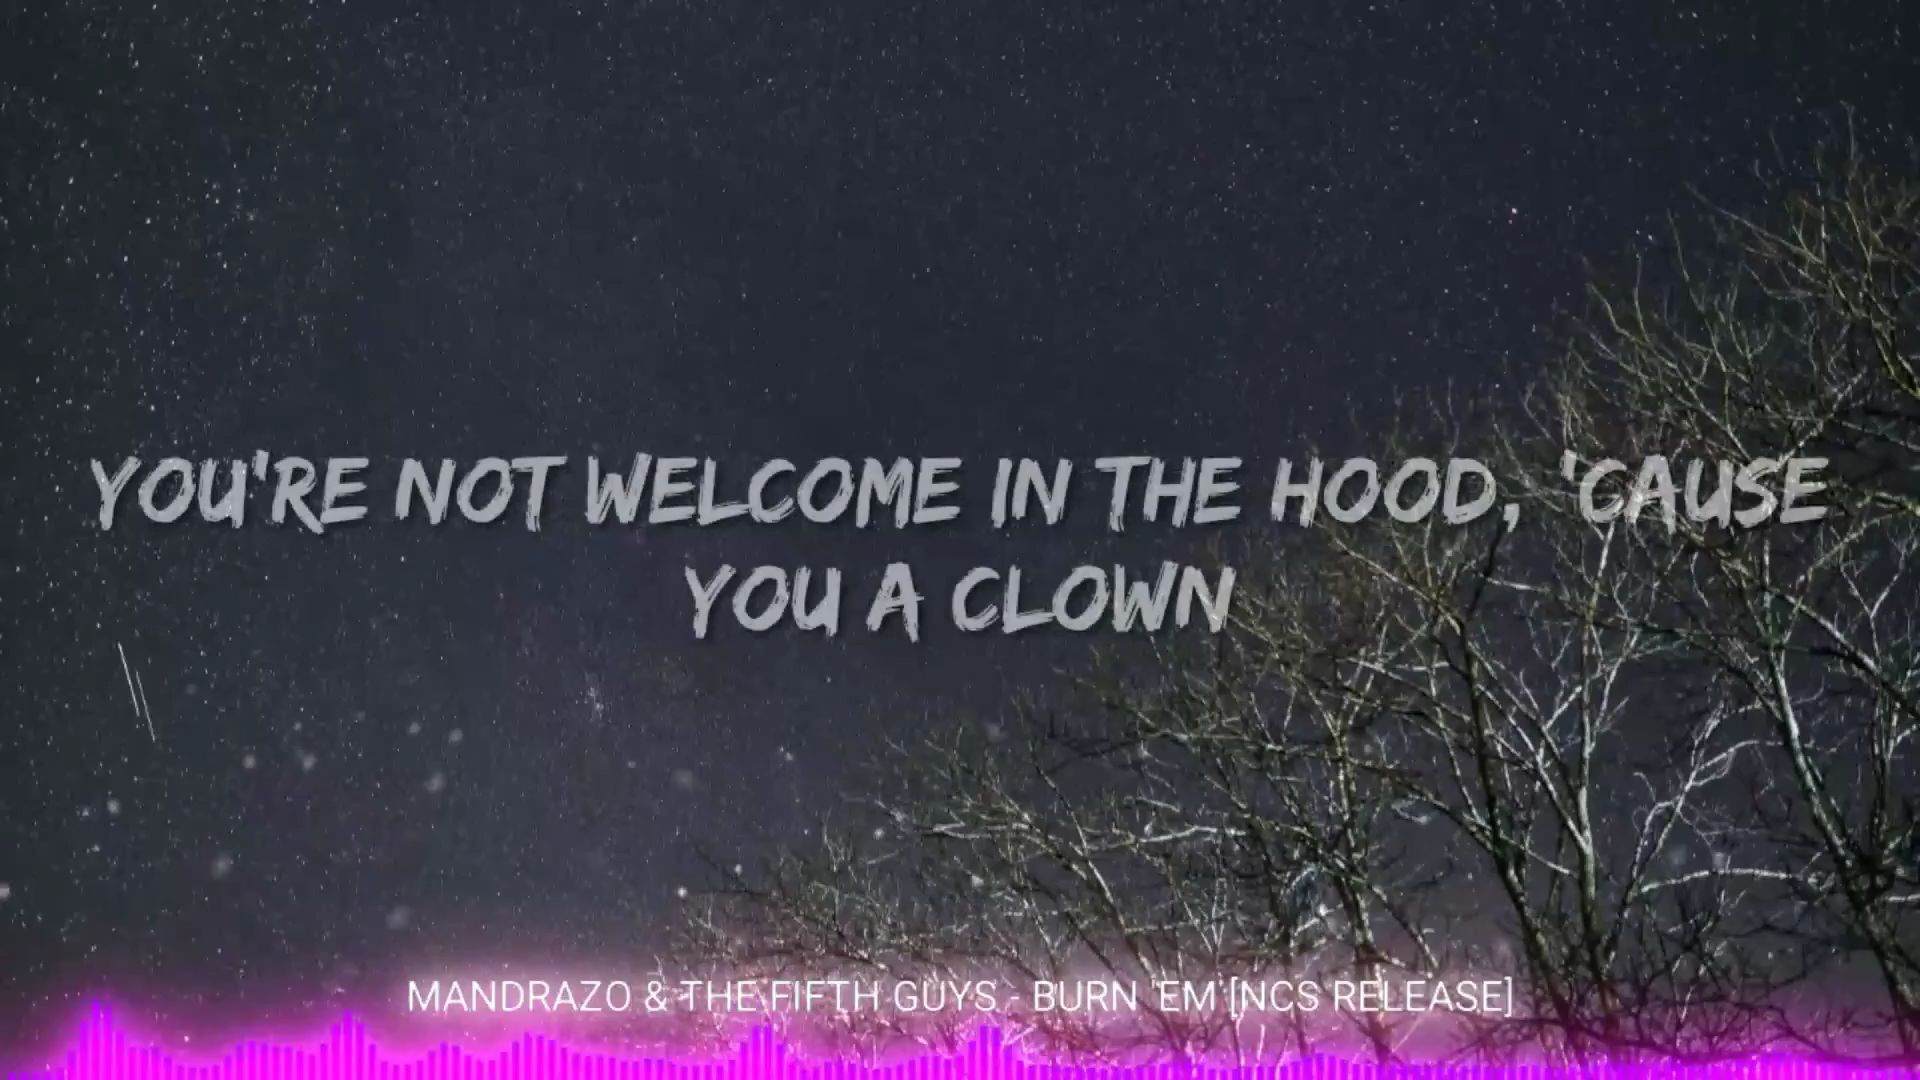 YOU'RE NOT WELCOME IN THE HOOD, 'CAUSE
YOU A CLOWN
MANDRAZO & THE FIFTH GUYS - BURN 'EM [NCS RELEASE]